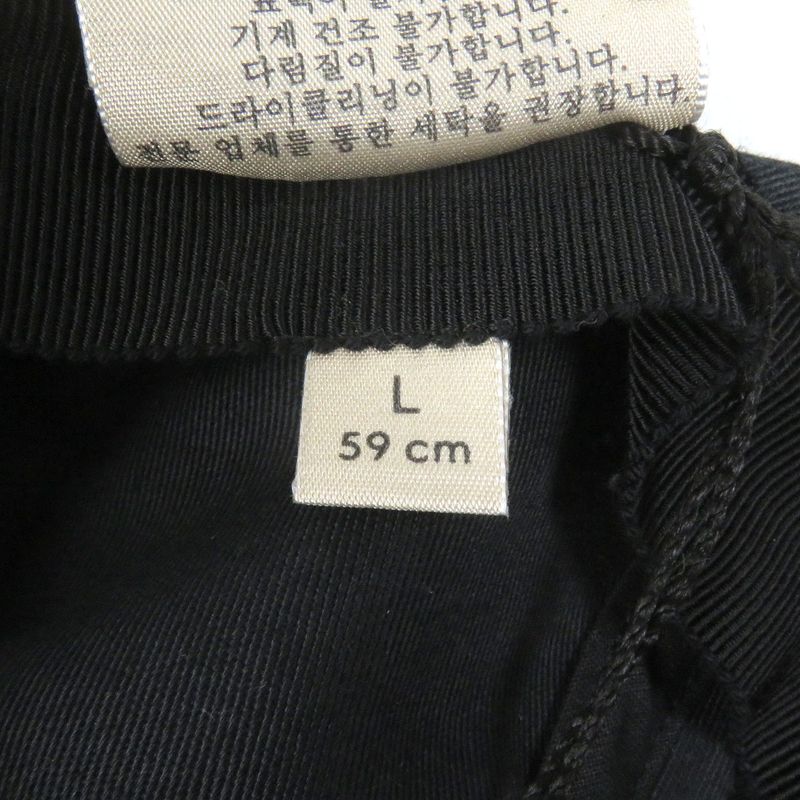 기계 건조 불가합니다.
다림질이 불가합니다.
드라이클리닝이 불가합니다.
전문 업체를 통한 세탁을 권장합니다.
L
59 cm